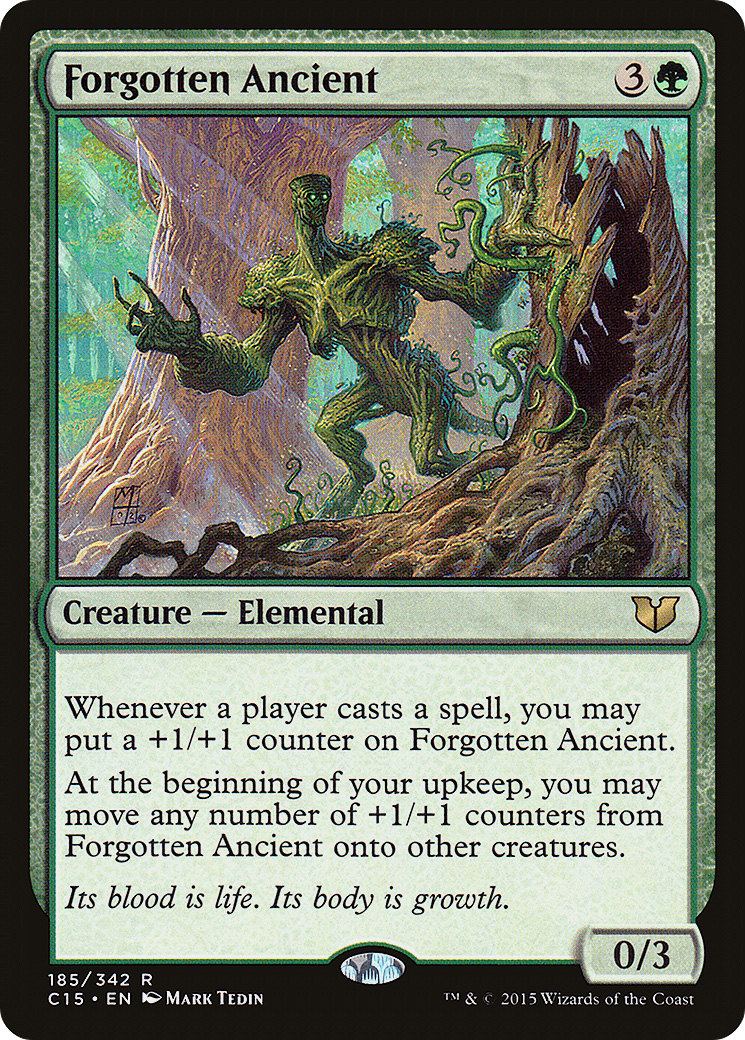 Forgotten Ancient 3
Creature — Elemental
Whenever a player casts a spell, you may
put a +1/+1 counter on Forgotten Ancient.
At the beginning of your upkeep, you may
move any number of +1/+1 counters from
Forgotten Ancient onto other creatures.
Its blood is life. Its body is growth.
0/3
185/342 R
C15 • EN Mark Tedin
™ & © 2015 Wizards of the Coast